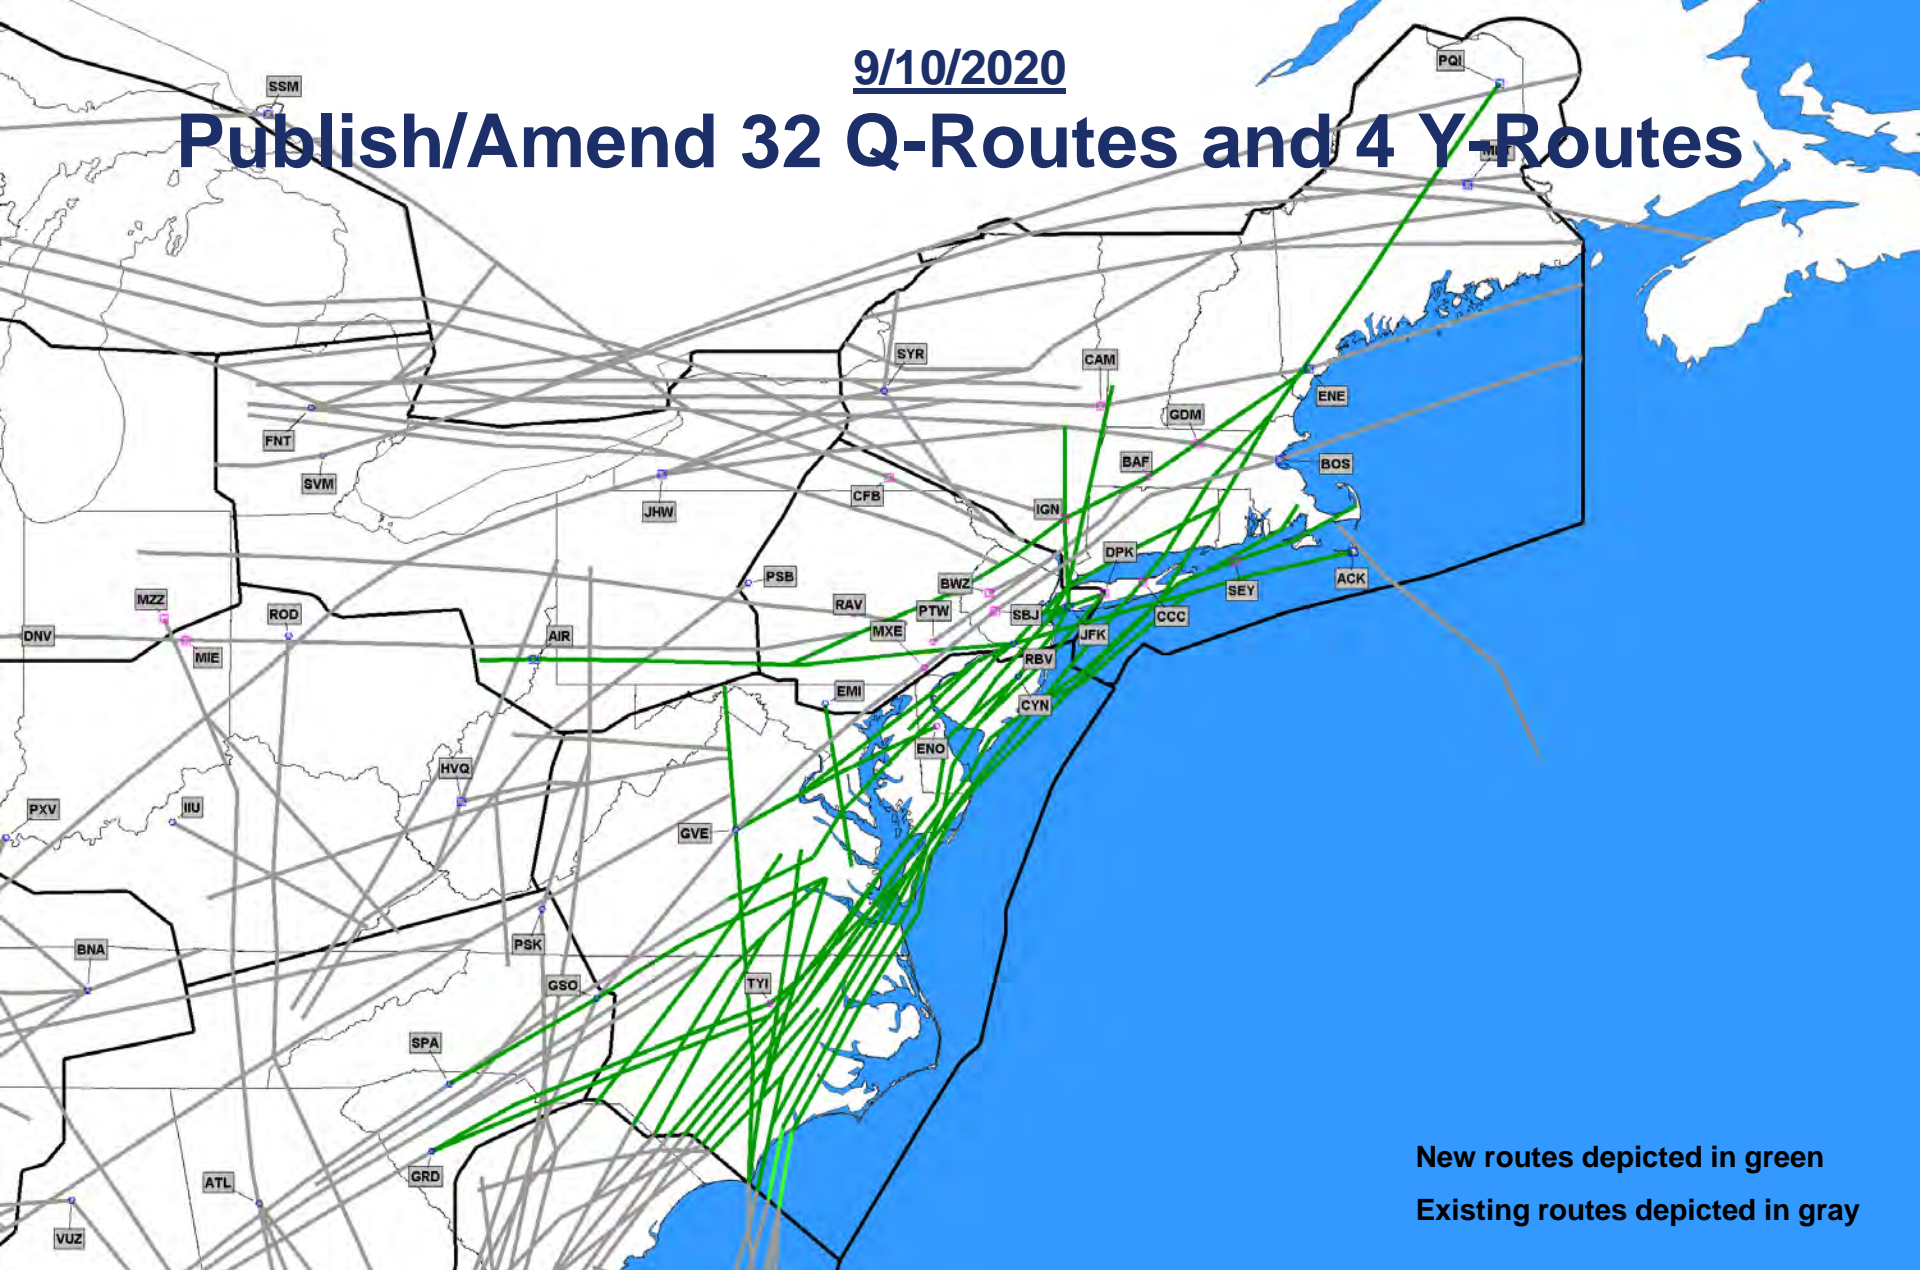 9/10/2020
Publish/Amend 32 Q-Routes and 4 Y-Routes
PQI
SSM
SYR
CAM
ENE
GDM
FNT
BAF
BOS
SVM
CFB
JHW
IGN
DPK
PSB
BWZ
ACK
SEY
MZZ
RAV
PTW
ROD
SBJ
CCC
MXE
JFK
DNV
AIR
MIE
RBV
EMI
CYN
ENO
HVQ
PXV
IIU
GVE
BNA
PSK
TYI
GSO
SPA
GRD
ATL
VUZ
New routes depicted in green
Existing routes depicted in gray